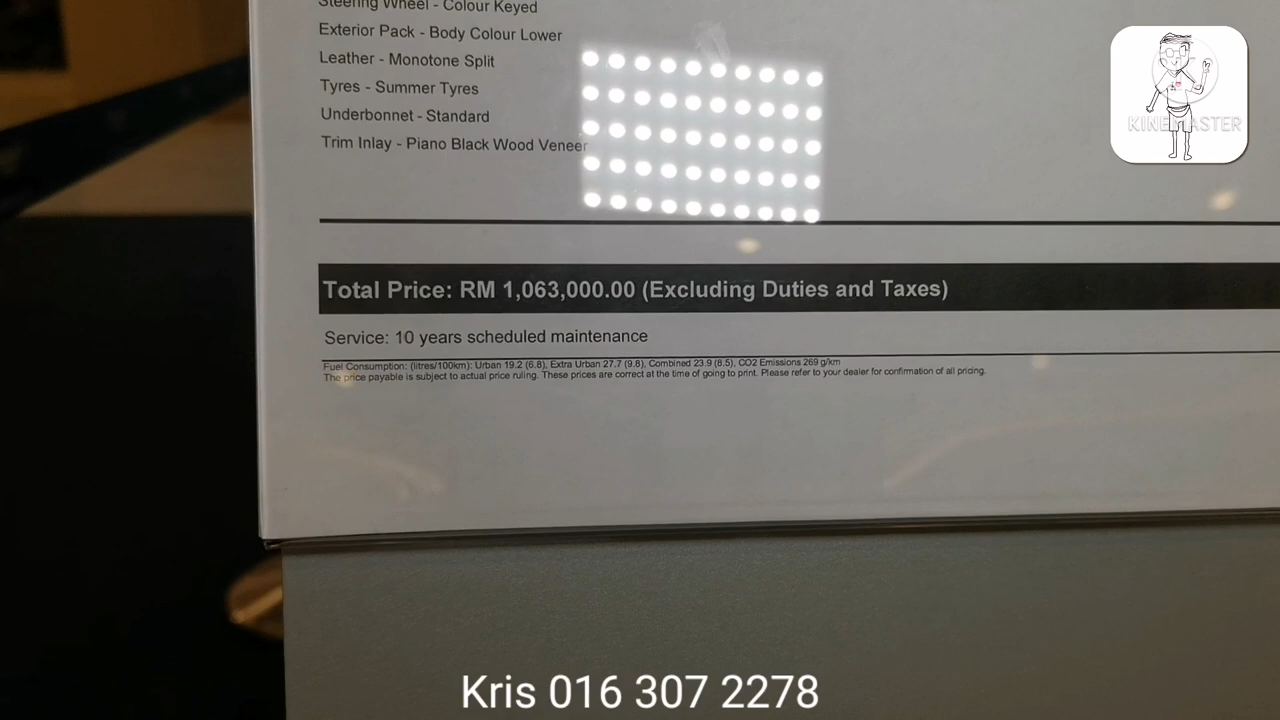 Steering Wheel - Colour Keyed
Exterior Pack - Body Colour Lower
Leather - Monotone Split
Tyres - Summer Tyres
Underbonnet - Standard
Trim Inlay - Piano Black Wood Veneer
Total Price: RM 1,063,000.00 (Excluding Duties and Taxes)
Service: 10 years scheduled maintenance
Fuel Consumption: (litres/100km): Urban 19.2 (6.8), Extra Urban 27.7 (9.8), Combined 23.9 (8.5), CO2 Emissions 269 g/km
The price payable is subject to actual price ruling. These prices are correct at the time of going to print. Please refer to your dealer for confirmation of all pricing.
KINEMASTER
Kris 016 307 2278